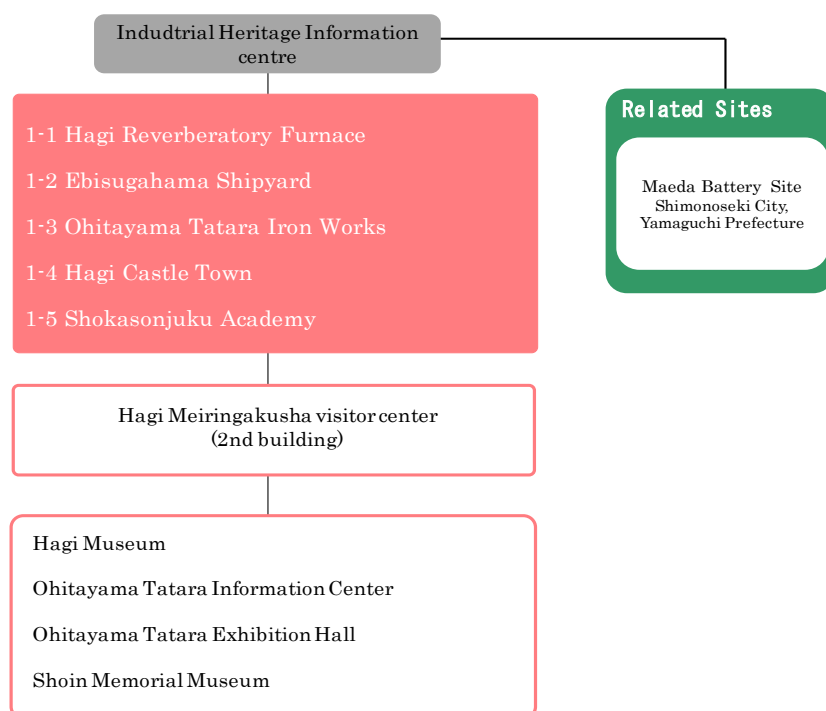 Indudtrial Heritage Information
centre
1-1 Hagi Reverberatory Furnace
1-2 Ebisugahama Shipyard
1-3 Ohitayama Tatara Iron Works
1-4 Hagi Castle Town
1-5 Shokasonjuku Academy
Related Sites
Maeda Battery Site
Shimonoseki City,
Yamaguchi Prefecture
Hagi Meiringakusha visitor center
(2nd building)
Hagi Museum
Ohitayama Tatara Information Center
Ohitayama Tatara Exhibition Hall
Shoin Memorial Museum